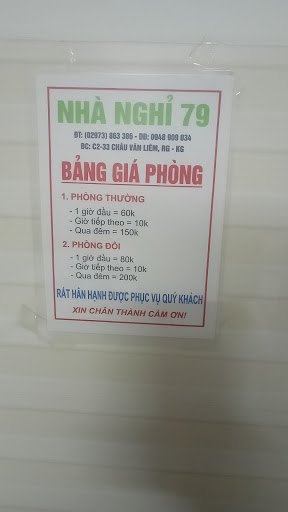 NHÀ NGHỈ 79
ĐT: (02973) 863 386 - DĐ: 0948 909 034
ĐC: C2-33 CHÂU VĂN LIÊM, RG - KG
BẢNG GIÁ PHÒNG
1. PHÒNG THƯỜNG
- 1 giờ đầu = 60k
- Giờ tiếp theo = 10k
- Qua đêm = 150k
2. PHÒNG ĐÔI
- 1 giờ đầu = 80k
- Giờ tiếp theo = 10k
- Qua đêm = 200k
RẤT HÂN HẠNH ĐƯỢC PHỤC VỤ QUÝ KHÁCH
XIN CHÂN THÀNH CẢM ƠN!